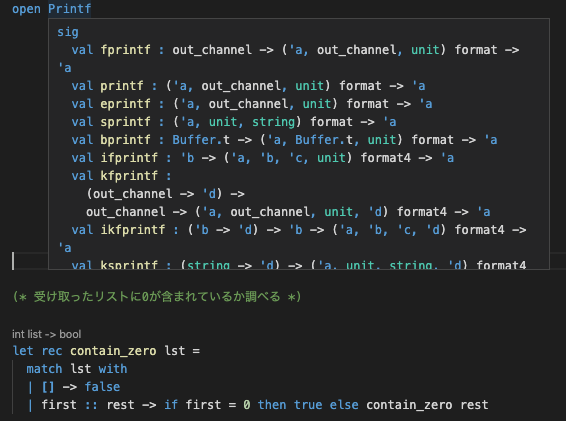 open Printf
sig
val fprintf : out_channel -> ('a, out_channel, unit) format ->
'a
val printf : ('a, out_channel, unit) format -> 'a
val eprintf : ('a, out_channel, unit) format -> 'a
val sprintf : ('a, unit, string) format -> 'a
val bprintf : Buffer.t -> ('a, Buffer.t, unit) format -> 'a
val ifprintf : 'b -> ('a, 'b, 'c, unit) format4 -> 'a
val kfprintf :
(out_channel -> 'd) ->
out_channel -> ('a, out_channel, unit, 'd) format4 -> 'a
val ikfprintf : ('b -> 'd) -> 'b -> ('a, 'b, 'c, 'd) format4 ->
'a
val ksprintf : (string -> 'd) -> ('a, unit, string, 'd) format4
(* 受け取ったリストに0が含まれているか調べる *)
int list -> bool
let rec contain_zero lst =
match lst with
| [] -> false
| first :: rest -> if first = 0 then true else contain_zero rest